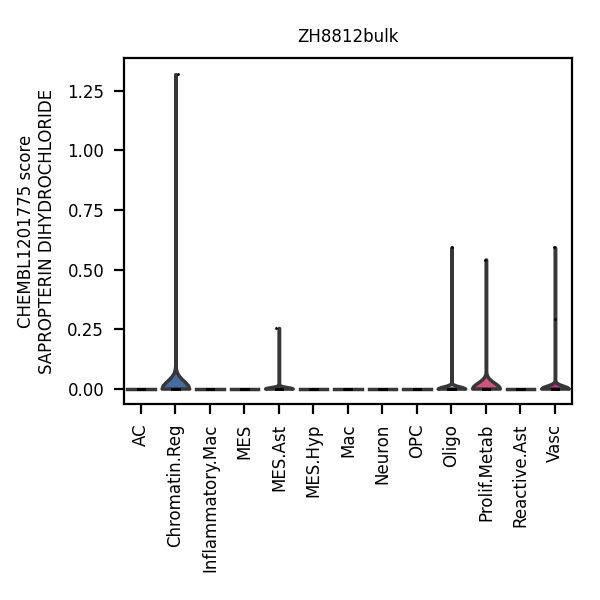 ZH8812bulk
CHEMBL1201775 score
SAPROPTERIN DIHYDROCHLORIDE
1.25
1.00
0.75
0.50
0.25
0.00
AC
Chromatin.Reg
Inflammatory.Mac
MES
MES.Ast
MES.Hyp
Mac
Neuron
OPC
Oligo
Prolif.Metab
Reactive.Ast
Vasc